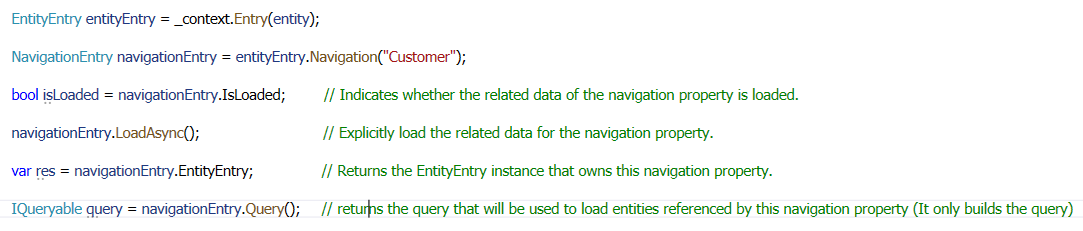 EntityEntry entityEntry = _context.Entry(entity);
NavigationEntry navigationEntry = entityEntry.Navigation("Customer");
bool isLoaded = navigationEntry.IsLoaded; // Indicates whether the related data of the navigation property is loaded.
navigationEntry.LoadAsync(); // Explicitly load the related data for the navigation property.
var res = navigationEntry.EntityEntry; // Returns the EntityEntry instance that owns this navigation property.
IQueryable query = navigationEntry.Query(); // returns the query that will be used to load entities referenced by this navigation property (It only builds the query)